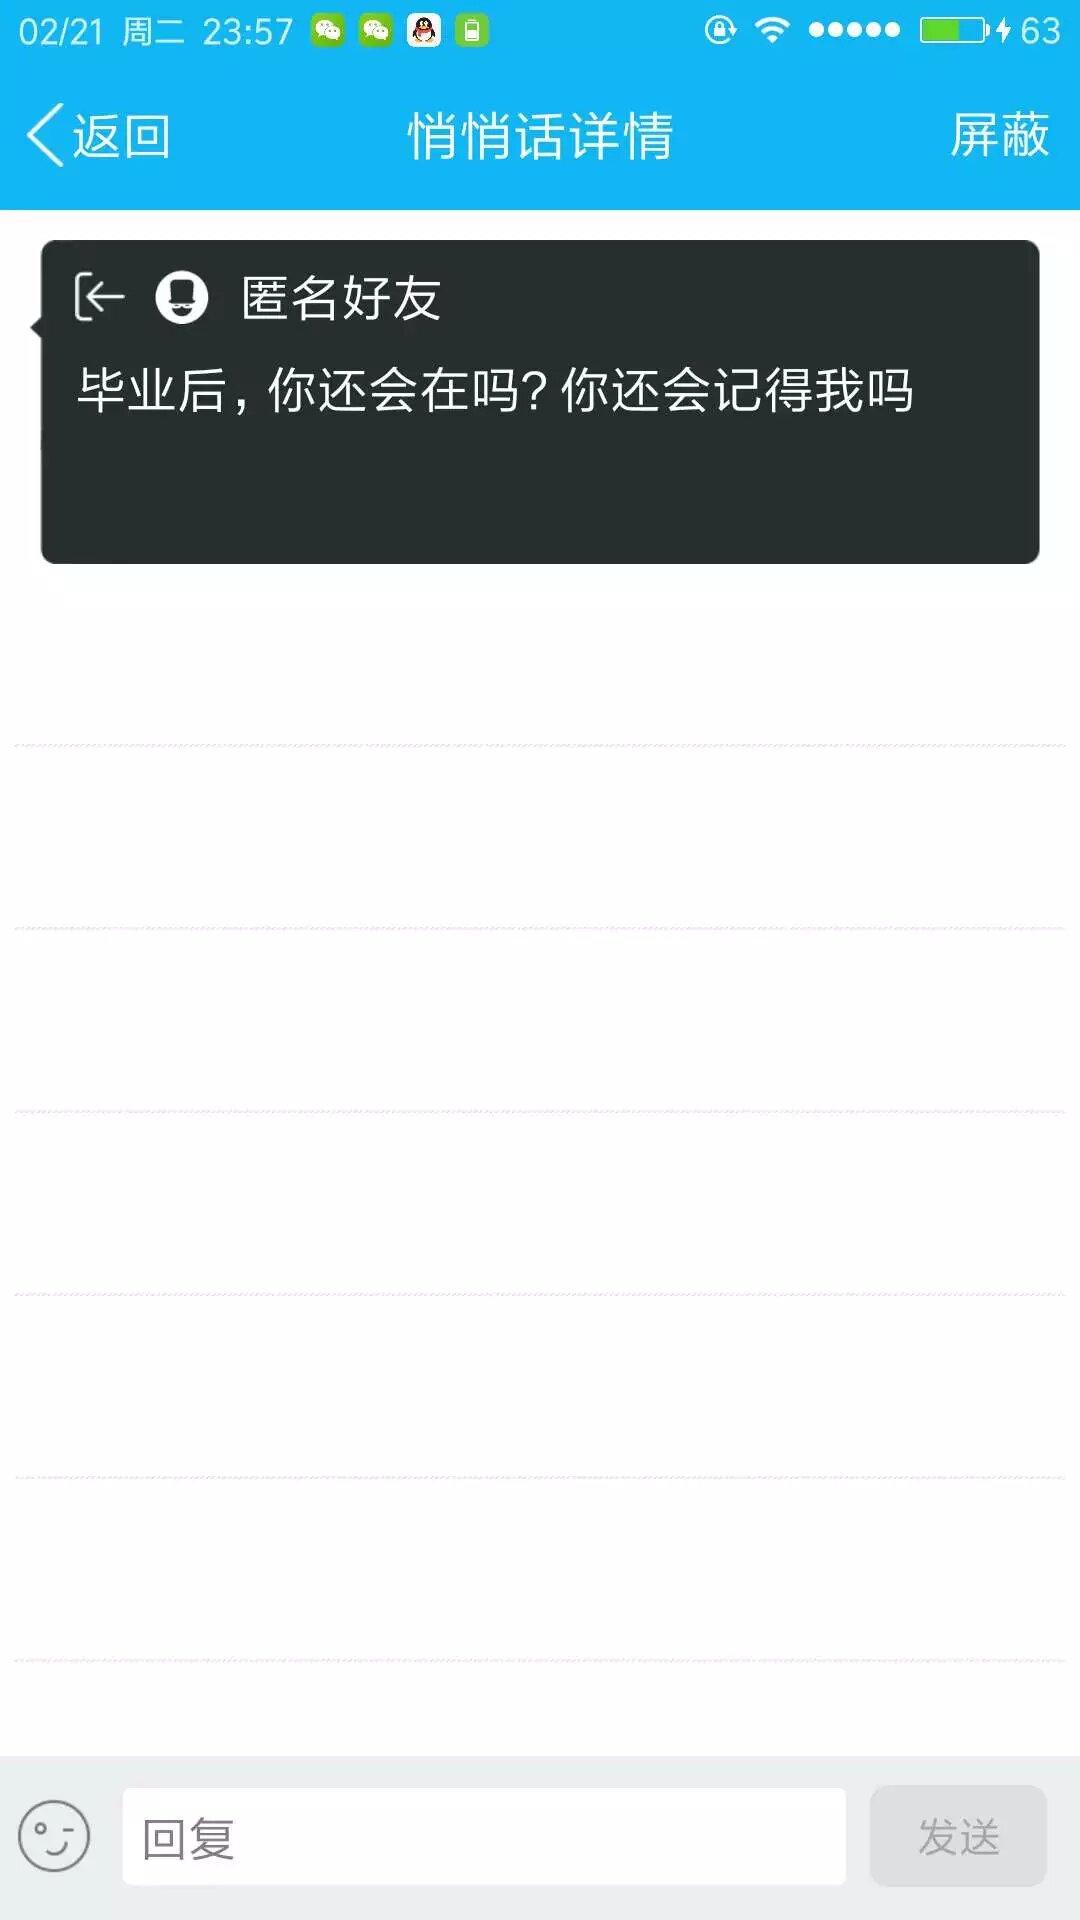 02/21 周二 23:57 63
返回 悄悄话详情 屏蔽
匿名好友
毕业后，你还会在吗？你还会记得我吗
回复 发送